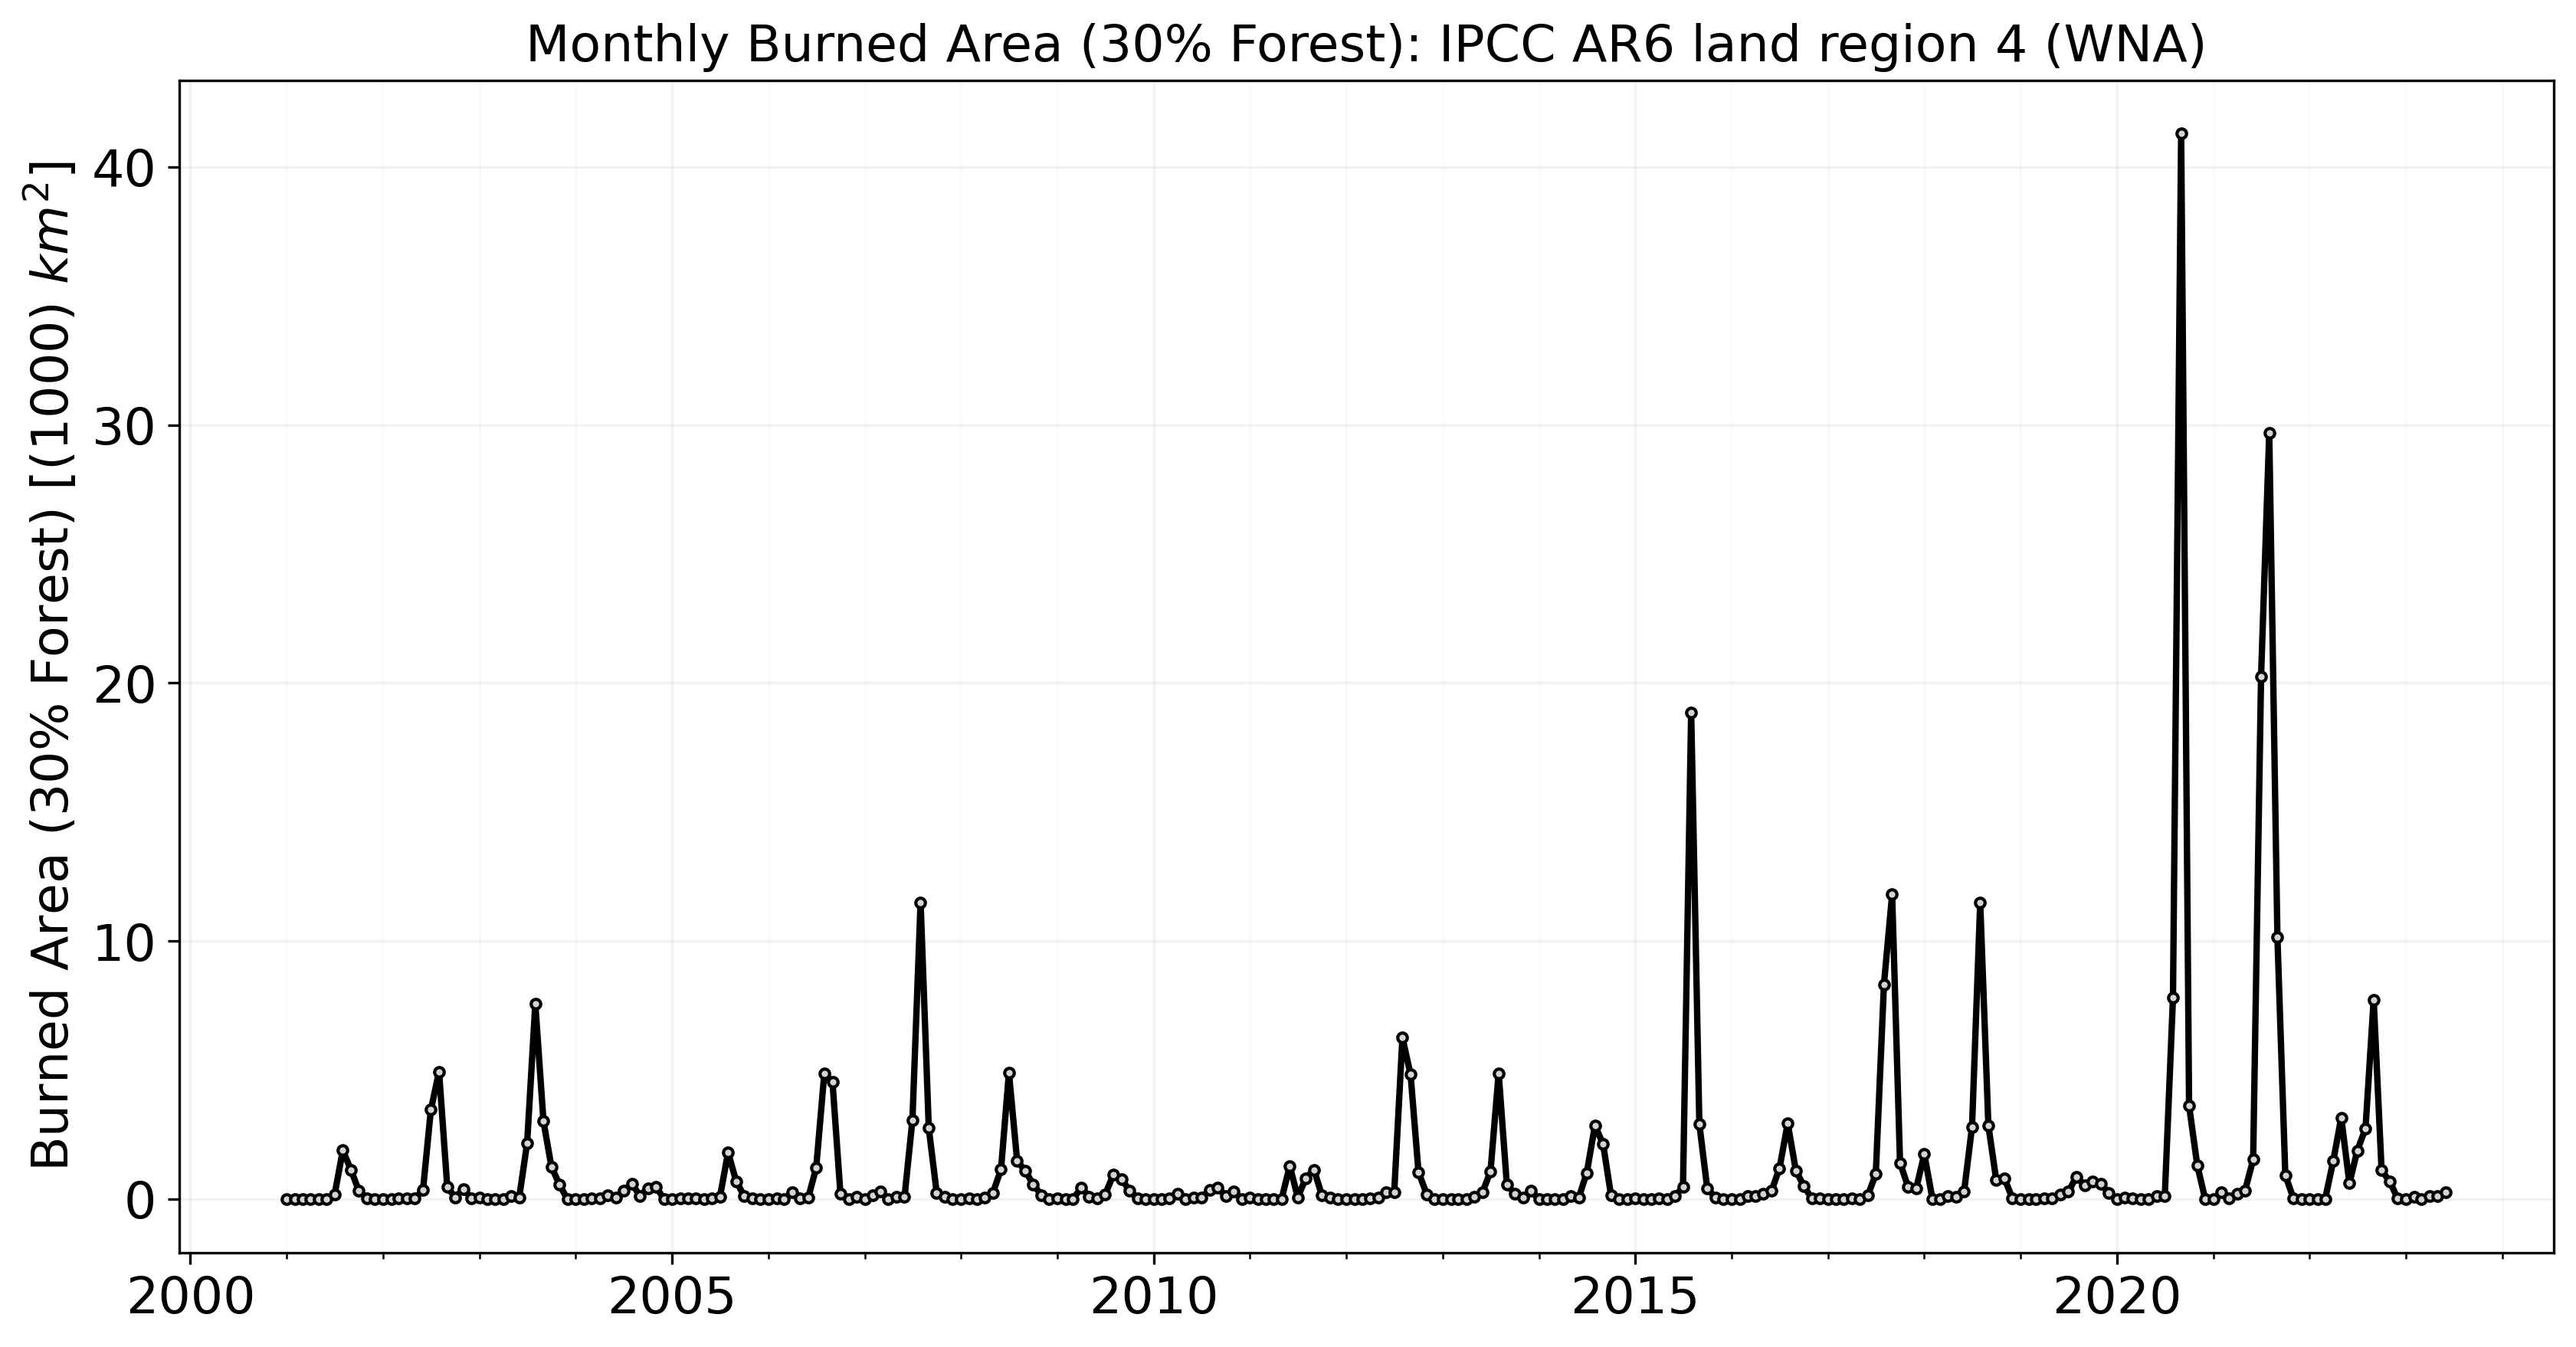 Monthly Burned Area (30% Forest): IPCC AR6 land region 4 (WNA)
Burned Area (30% Forest) [(1000) km²]
40
30
20
10
0
2000 2005 2010 2015 2020